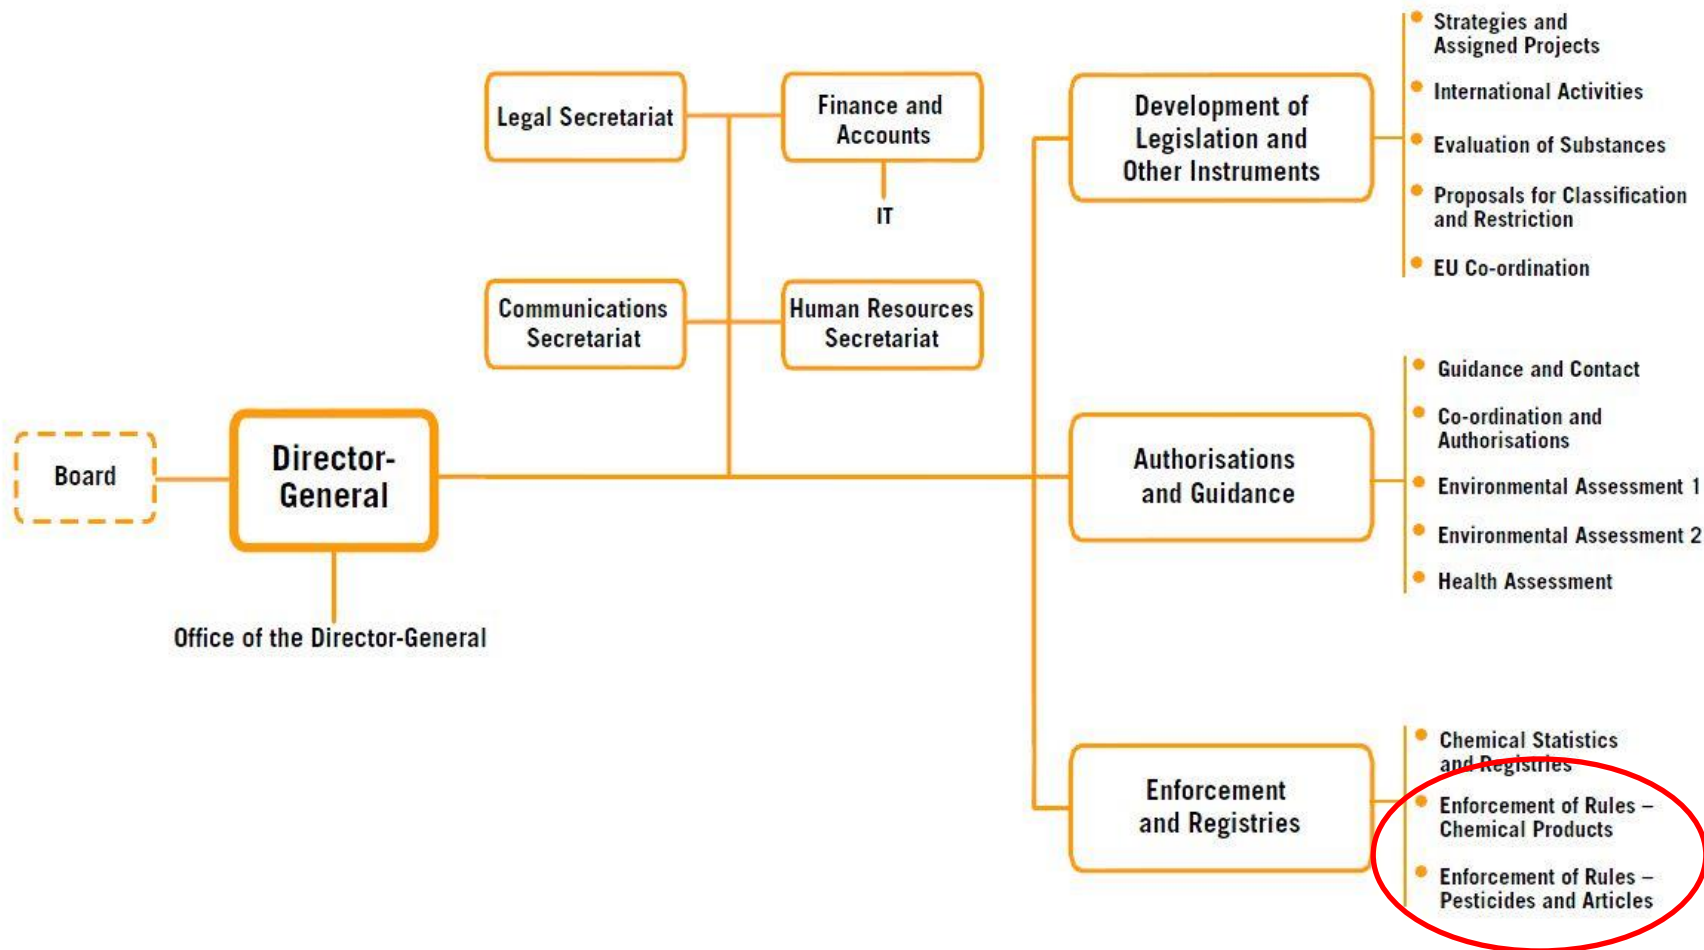 Legal Secretariat
Finance and
Accounts
IT
Communications
Secretariat
Human Resources
Secretariat
Board
Director-
General
Office of the Director-General
Development of
Legislation and
Other Instruments
Strategies and
Assigned Projects
International Activities
Evaluation of Substances
Proposals for Classification
and Restriction
EU Co-ordination
Authorisations
and Guidance
Guidance and Contact
Co-ordination and
Authorisations
Environmental Assessment 1
Environmental Assessment 2
Health Assessment
Enforcement
and Registries
Chemical Statistics
and Registries
Enforcement of Rules –
Chemical Products
Enforcement of Rules –
Pesticides and Articles